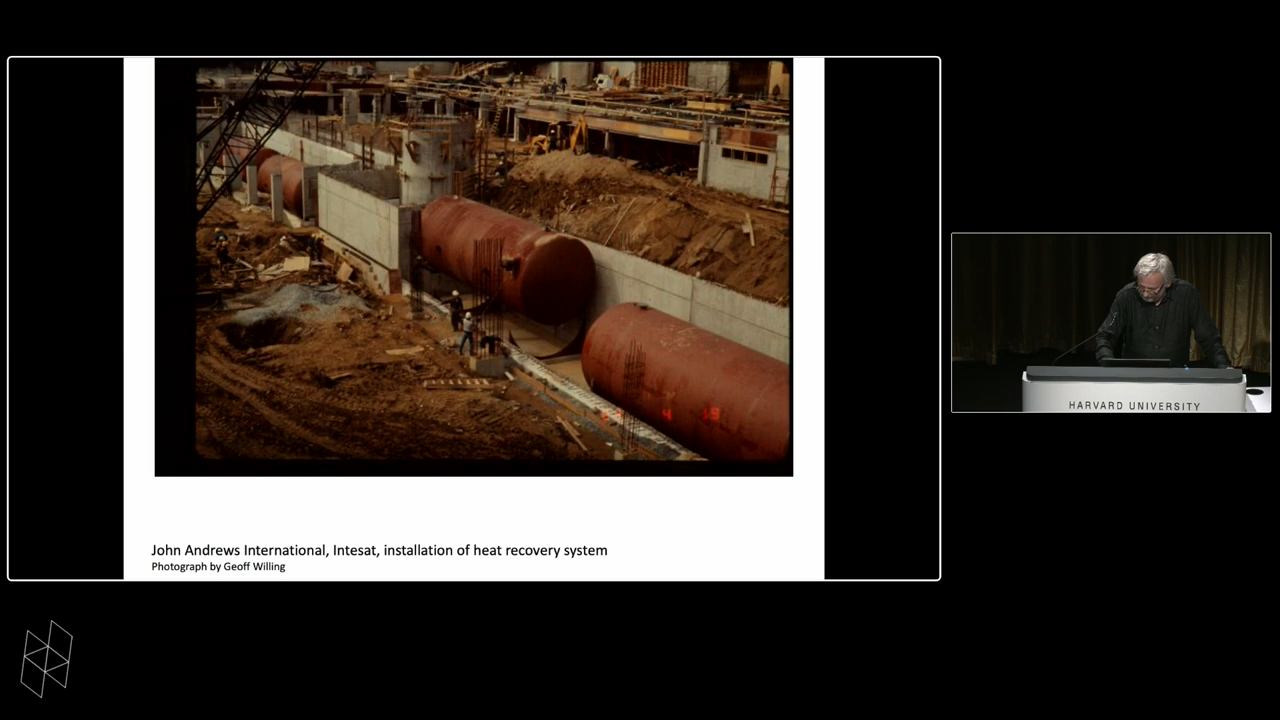 John Andrews International, Intesat, installation of heat recovery system
Photograph by Geoff Willing
HARVARD UNIVERSITY